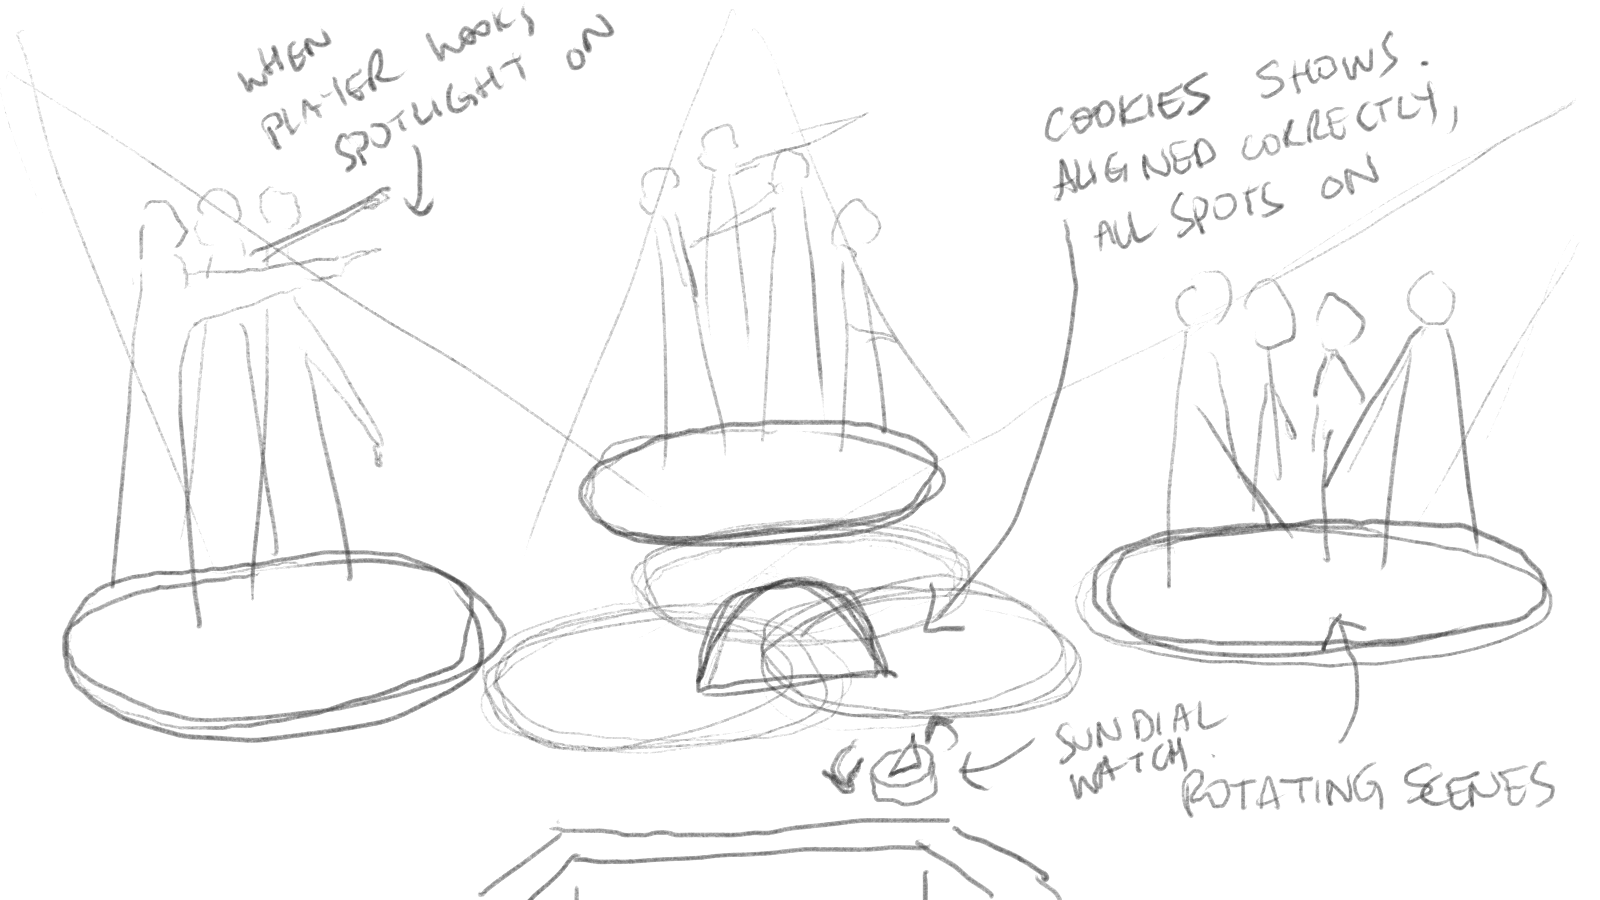 WHEN
PLAYER LOOKS
SPOTLIGHT ON
COOKIES SHOWS.
ALIGNED CORRECTLY,
ALL SPOTS ON
SUNDIAL
WATCH.
ROTATING SCENES